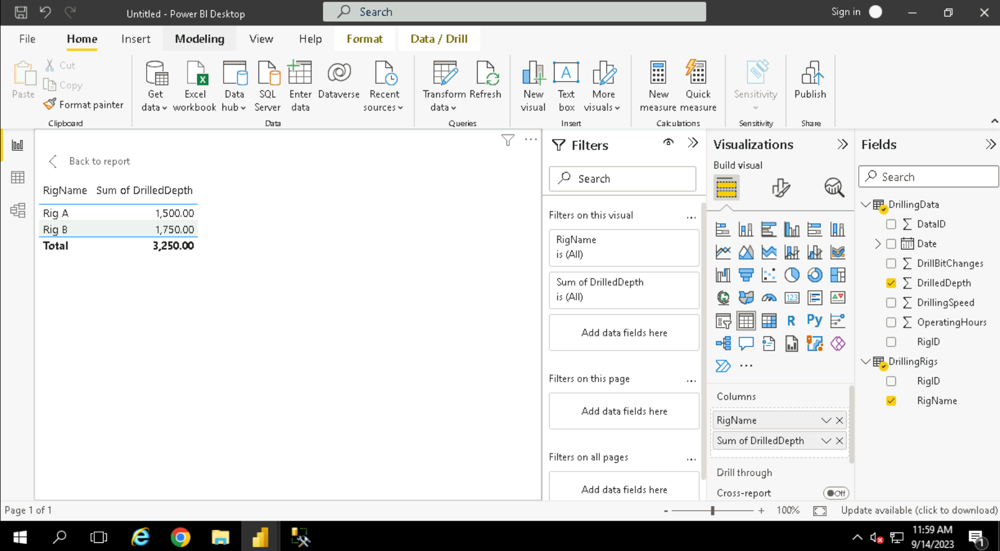 Untitled - Power BI Desktop
Search
Sign in
File Home Insert Modeling View Help Format Data / Drill
Paste
Cut
Copy
Format painter
Clipboard
Get data
Excel workbook
Data hub
SQL Server
Enter data
Dataverse
Recent sources
Data
Transform data
Refresh
Queries
New visual
Text box
A
More visuals
Insert
New measure
Quick measure
Calculations
Sensitivity
Sensitivity
Publish
Share
Back to report
RigName Sum of DrilledDepth
Rig A 1,500.00
Rig B 1,750.00
Total 3,250.00
Filters
Search
Filters on this visual ...
RigName
is (All)
Sum of DrilledDepth
is (All)
Add data fields here
Filters on this page ...
Add data fields here
Filters on all pages ...
Add data fields here
Visualizations
Build visual
123
R Py
...
Columns
RigName
Sum of DrilledDepth
Drill through
Cross-report Off
Fields
Search
DrillingData
DataID
Date
DrillBitChanges
DrilledDepth
DrillingSpeed
OperatingHours
RigID
DrillingRigs
RigID
RigName
Page 1 of 1
- + 100%
Update available (click to download)
11:59 AM
9/14/2023
1